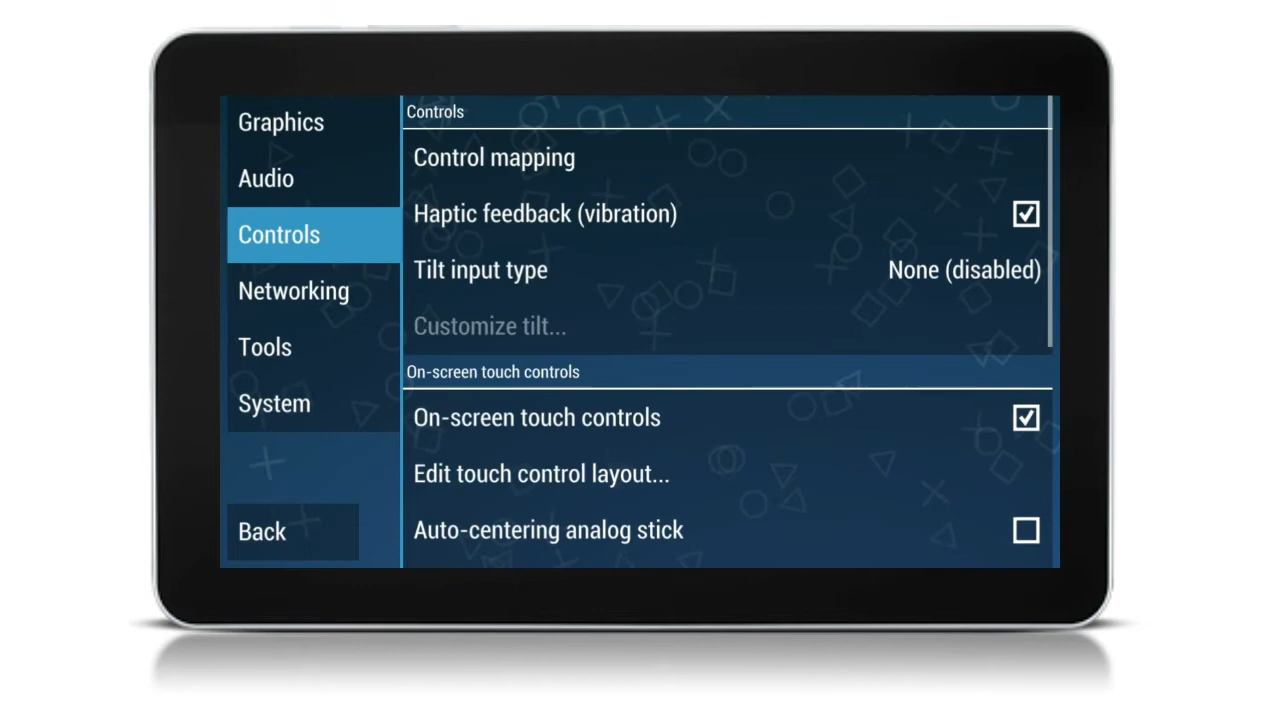 Graphics
Audio
Controls
Networking
Tools
System
Back
Controls
Control mapping
Haptic feedback (vibration)
Tilt input type
None (disabled)
Customize tilt...
On-screen touch controls
On-screen touch controls
Edit touch control layout...
Auto-centering analog stick